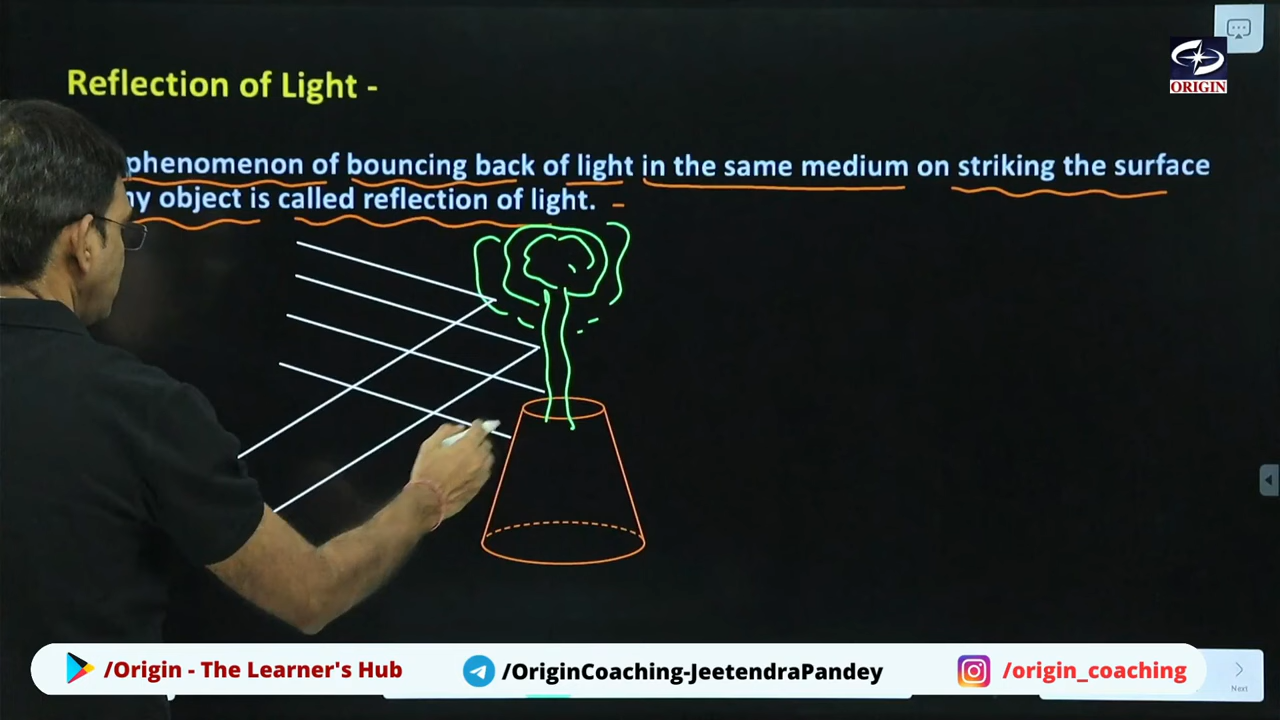 ORIGIN
Reflection of Light -
phenomenon of bouncing back of light in the same medium on striking the surface
object is called reflection of light.
/Origin - The Learner's Hub
/OriginCoaching-JeetendraPandey
/origin_coaching
Next